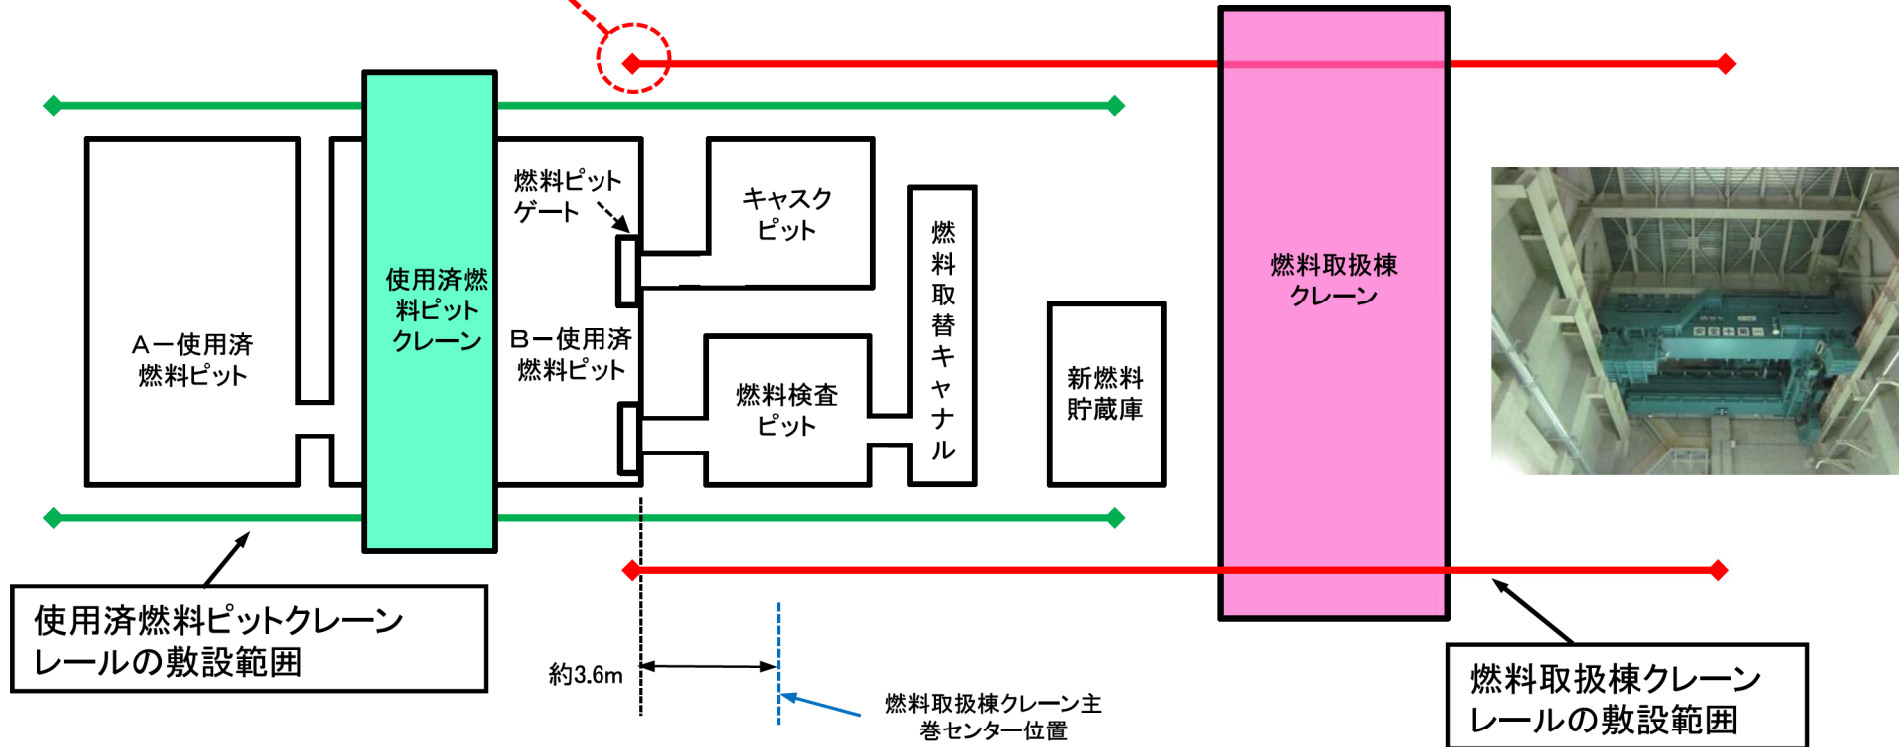 燃料ピット
ゲート
キャスク
ピット
燃料取替キャナル
使用済燃
料ピット
クレーン
燃料取扱棟
クレーン
A－使用済
燃料ピット
B－使用済
燃料ピット
燃料検査
ピット
新燃料
貯蔵庫
安全十第一
使用済燃料ピットクレーン
レールの敷設範囲
約3.6m
燃料取扱棟クレーン主
巻センター位置
燃料取扱棟クレーン
レールの敷設範囲